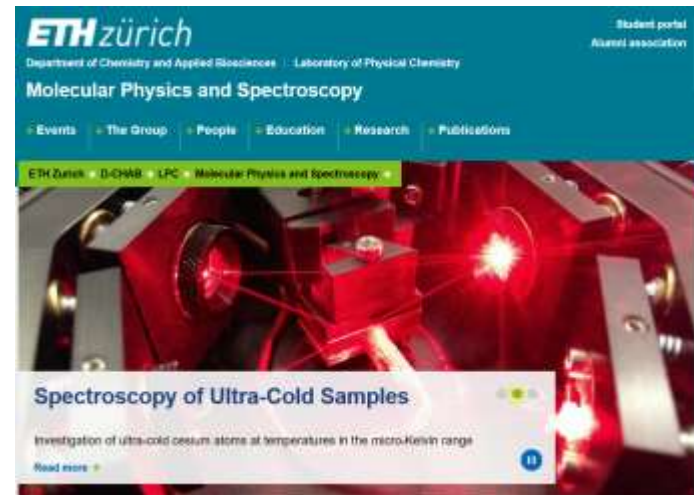 ETH zürich
Student portal
Alumni association
Department of Chemistry and Applied Biosciences | Laboratory of Physical Chemistry
Molecular Physics and Spectroscopy
Events The Group People Education Research Publications
ETH Zurich D-CHAB LPC Molecular Physics and Spectroscopy
Spectroscopy of Ultra-Cold Samples
Investigation of ultra-cold cesium atoms at temperatures in the micro-Kelvin range
Read more